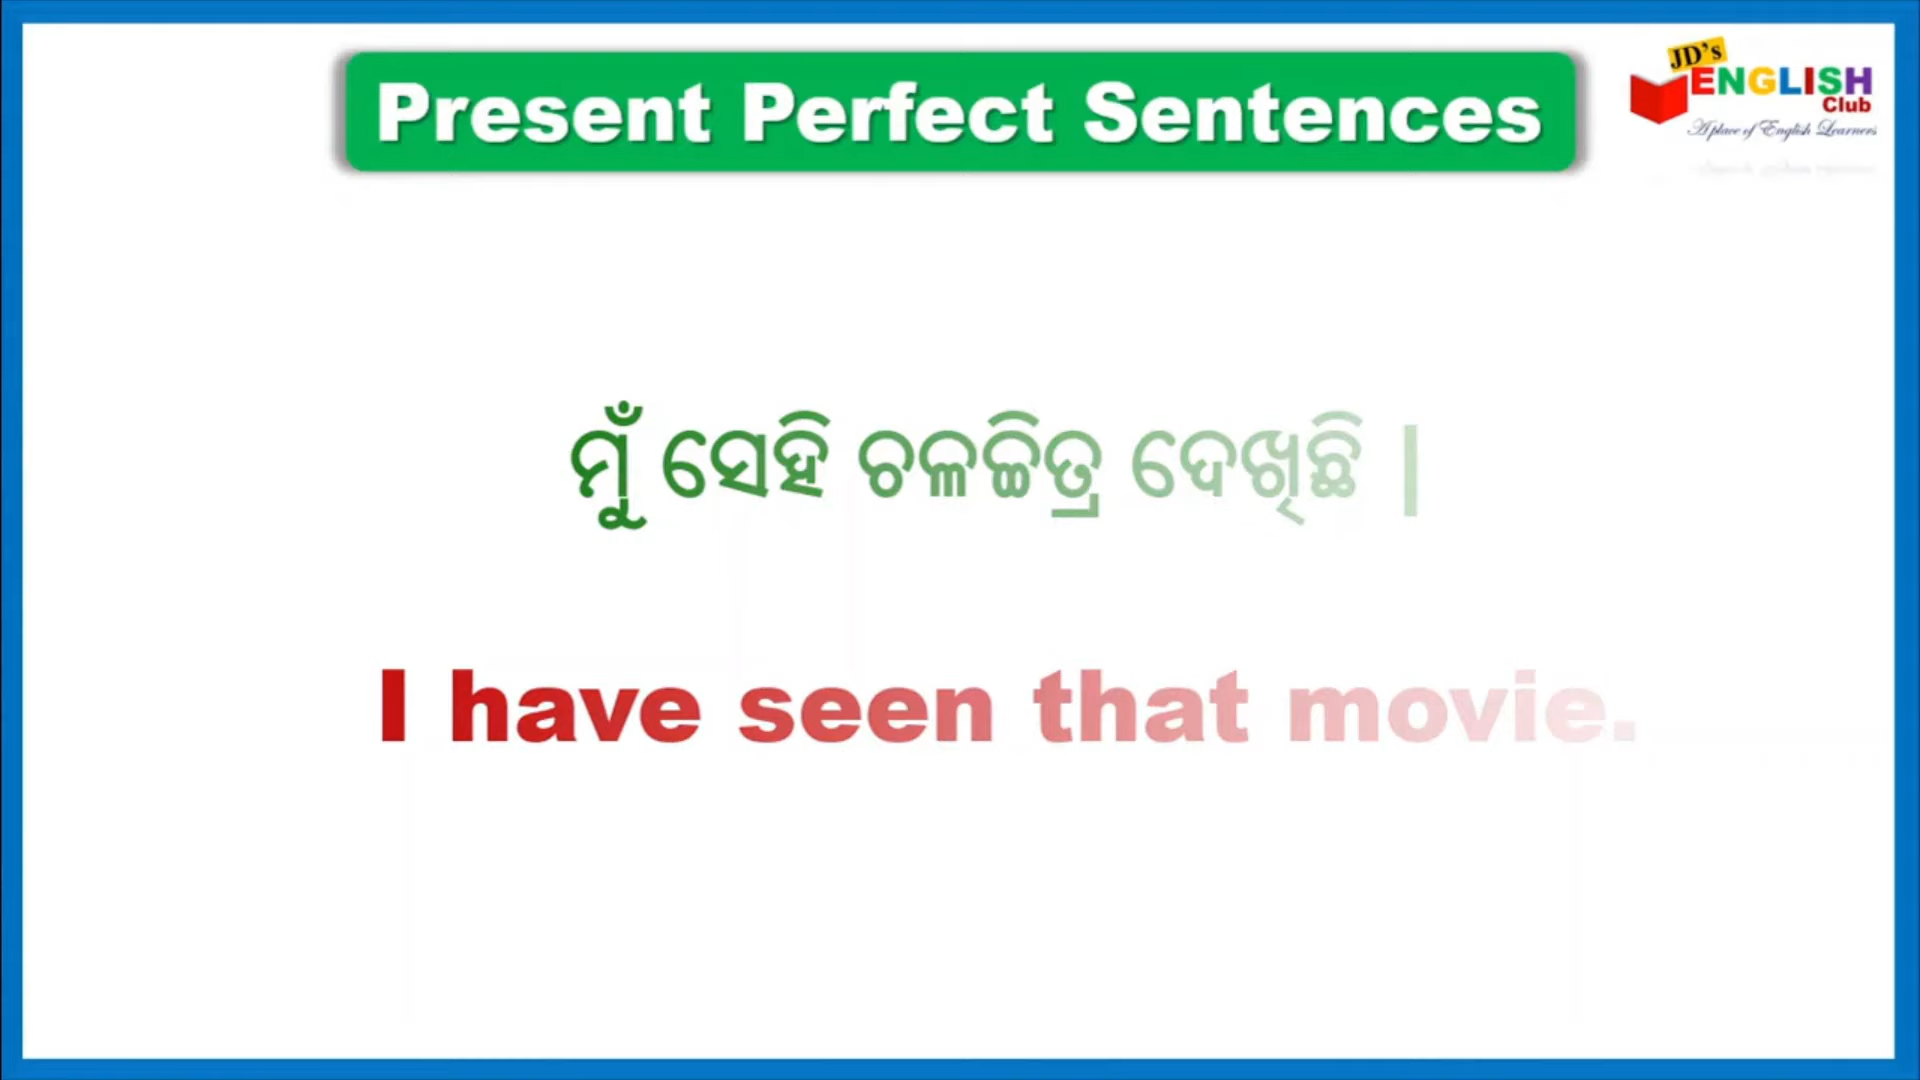 Present Perfect Sentences
JD's
ENGLISH
Club
A place of English Learners
ମୁଁ ସେହି ଚଳଚ୍ଚିତ୍ର ଦେଖିଛି |
I have seen that movie.